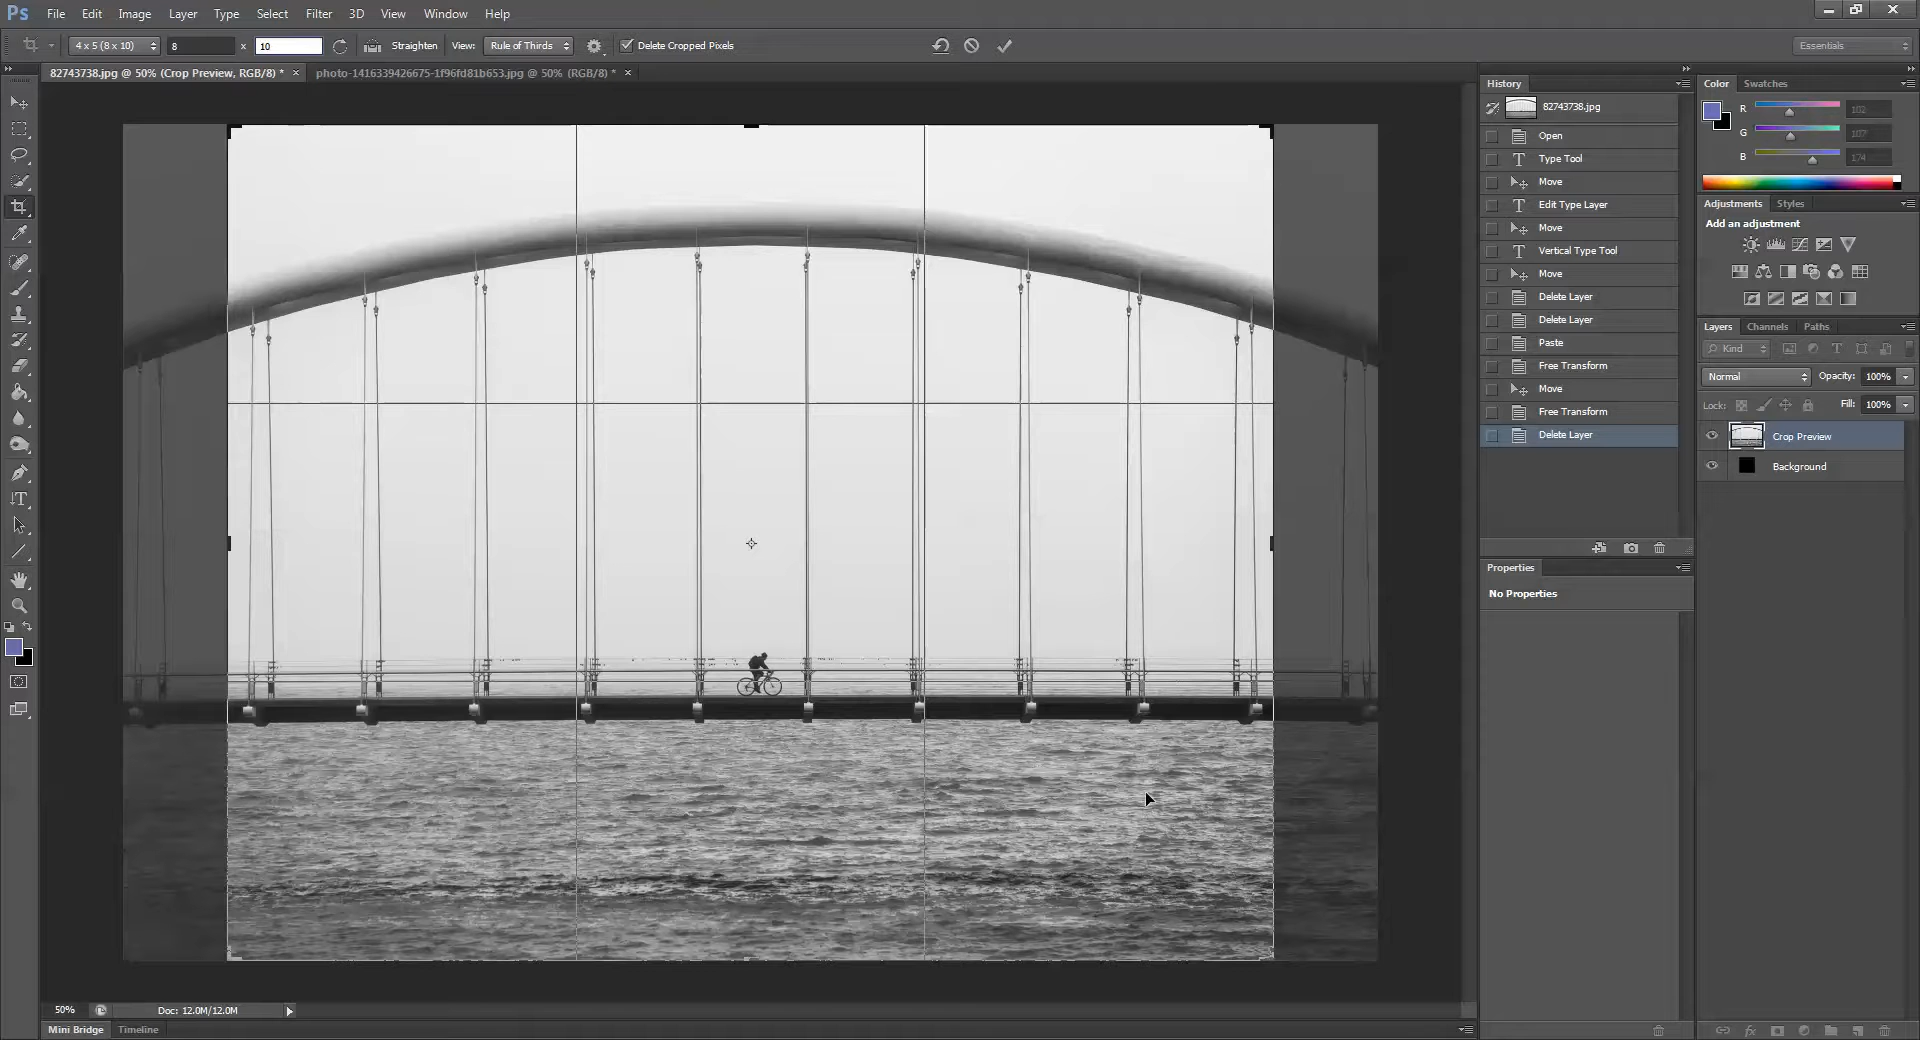 Ps File Edit Image Layer Type Select Filter 3D View Window Help
4 x 5 (8 x 10) 8 x 10 Straighten View: Rule of Thirds Delete Cropped Pixels Essentials
82743738.jpg @ 50% (Crop Preview, RGB/8) * × photo-1416339426675-1f96fd81b653.jpg @ 50% (RGB/8) * ×
History
82743738.jpg
Open
Type Tool
Move
Edit Type Layer
Move
Vertical Type Tool
Move
Delete Layer
Delete Layer
Paste
Free Transform
Move
Free Transform
Delete Layer
Properties
No Properties
Color Swatches
R 102
G 107
B 174
Adjustments Styles
Add an adjustment
Layers Channels Paths
Kind
Normal Opacity: 100%
Lock: Fill: 100%
Crop Preview
Background
50% Doc: 12.0M/12.0M
Mini Bridge Timeline